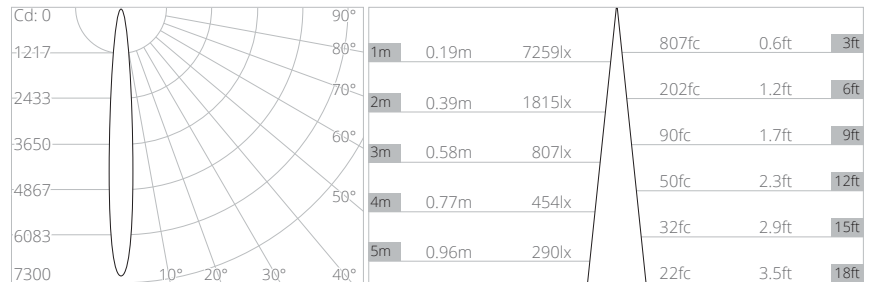 Cd: 0
1217
2433
3650
4867
6083
7300
90°
80°
70°
60°
50°
10° 20° 30° 40°
1m 0.19m 7259lx
2m 0.39m 1815lx
3m 0.58m 807lx
4m 0.77m 454lx
5m 0.96m 290lx
807fc 0.6ft 3ft
202fc 1.2ft 6ft
90fc 1.7ft 9ft
50fc 2.3ft 12ft
32fc 2.9ft 15ft
22fc 3.5ft 18ft